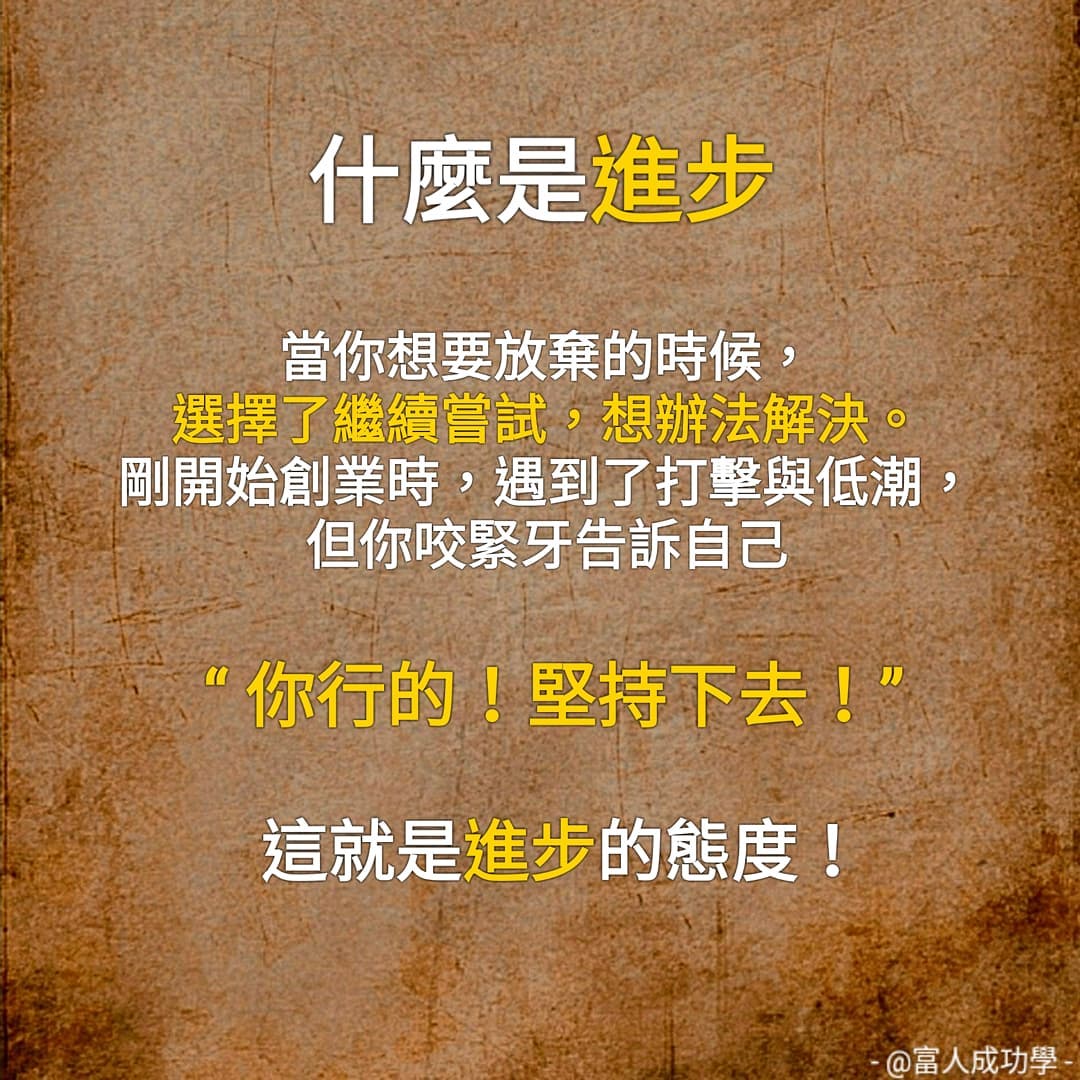 什麼是進步
當你想要放棄的時候，
選擇了繼續嘗試，想辦法解決。
剛開始創業時，遇到了打擊與低潮，
但你咬緊牙告訴自己
“ 你行的！堅持下去！”
這就是進步的態度！
- @富人成功學 -